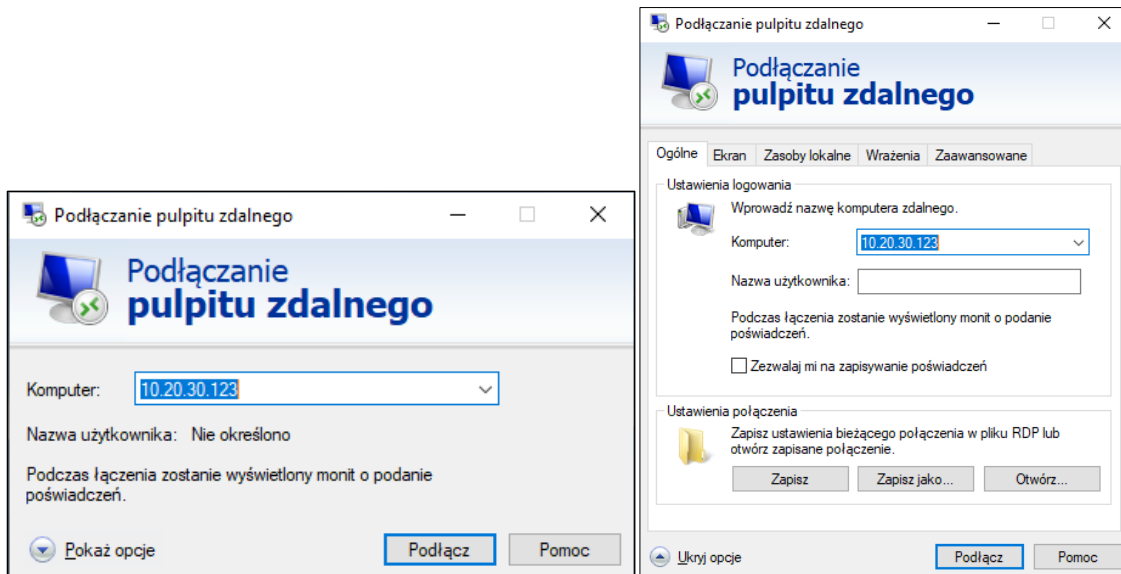 Podłączanie pulpitu zdalnego
Podłączanie
pulpitu zdalnego
Komputer: 10.20.30.123
Nazwa użytkownika: Nie określono
Podczas łączenia zostanie wyświetlony monit o podanie
poświadczeń.
Pokaż opcje Podłącz Pomoc
Podłączanie pulpitu zdalnego
Podłączanie
pulpitu zdalnego
Ogólne Ekran Zasoby lokalne Wrażenia Zaawansowane
Ustawienia logowania
Wprowadź nazwę komputera zdalnego.
Komputer: 10.20.30.123
Nazwa użytkownika:
Podczas łączenia zostanie wyświetlony monit o podanie
poświadczeń.
Zezwalaj mi na zapisywanie poświadczeń
Ustawienia połączenia
Zapisz ustawienia bieżącego połączenia w pliku RDP lub
otwórz zapisane połączenie.
Zapisz Zapisz jako... Otwórz...
Ukryj opcje Podłącz Pomoc